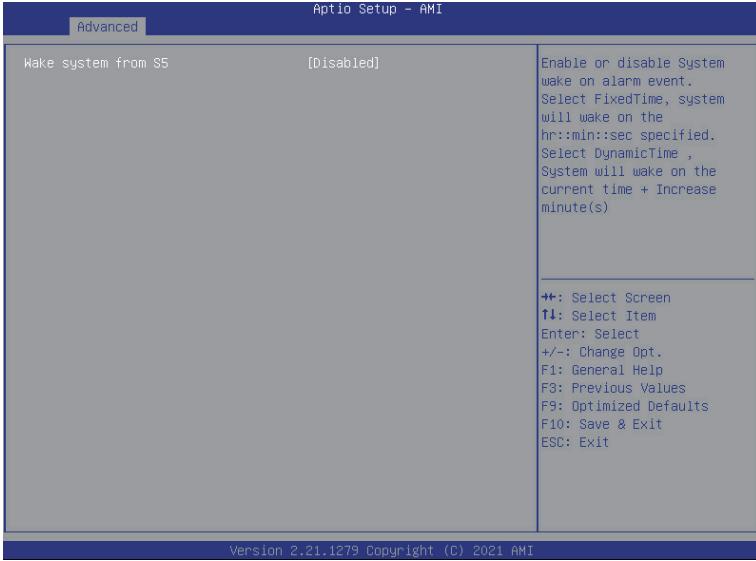 Aptio Setup – AMI
Advanced
Wake system from S5 [Disabled]
Enable or disable System
wake on alarm event.
Select FixedTime, system
will wake on the
hr::min::sec specified.
Select DynamicTime ,
System will wake on the
current time + Increase
minute(s)
→←: Select Screen
↑↓: Select Item
Enter: Select
+/-: Change Opt.
F1: General Help
F3: Previous Values
F9: Optimized Defaults
F10: Save & Exit
ESC: Exit
Version 2.21.1279 Copyright (C) 2021 AMI